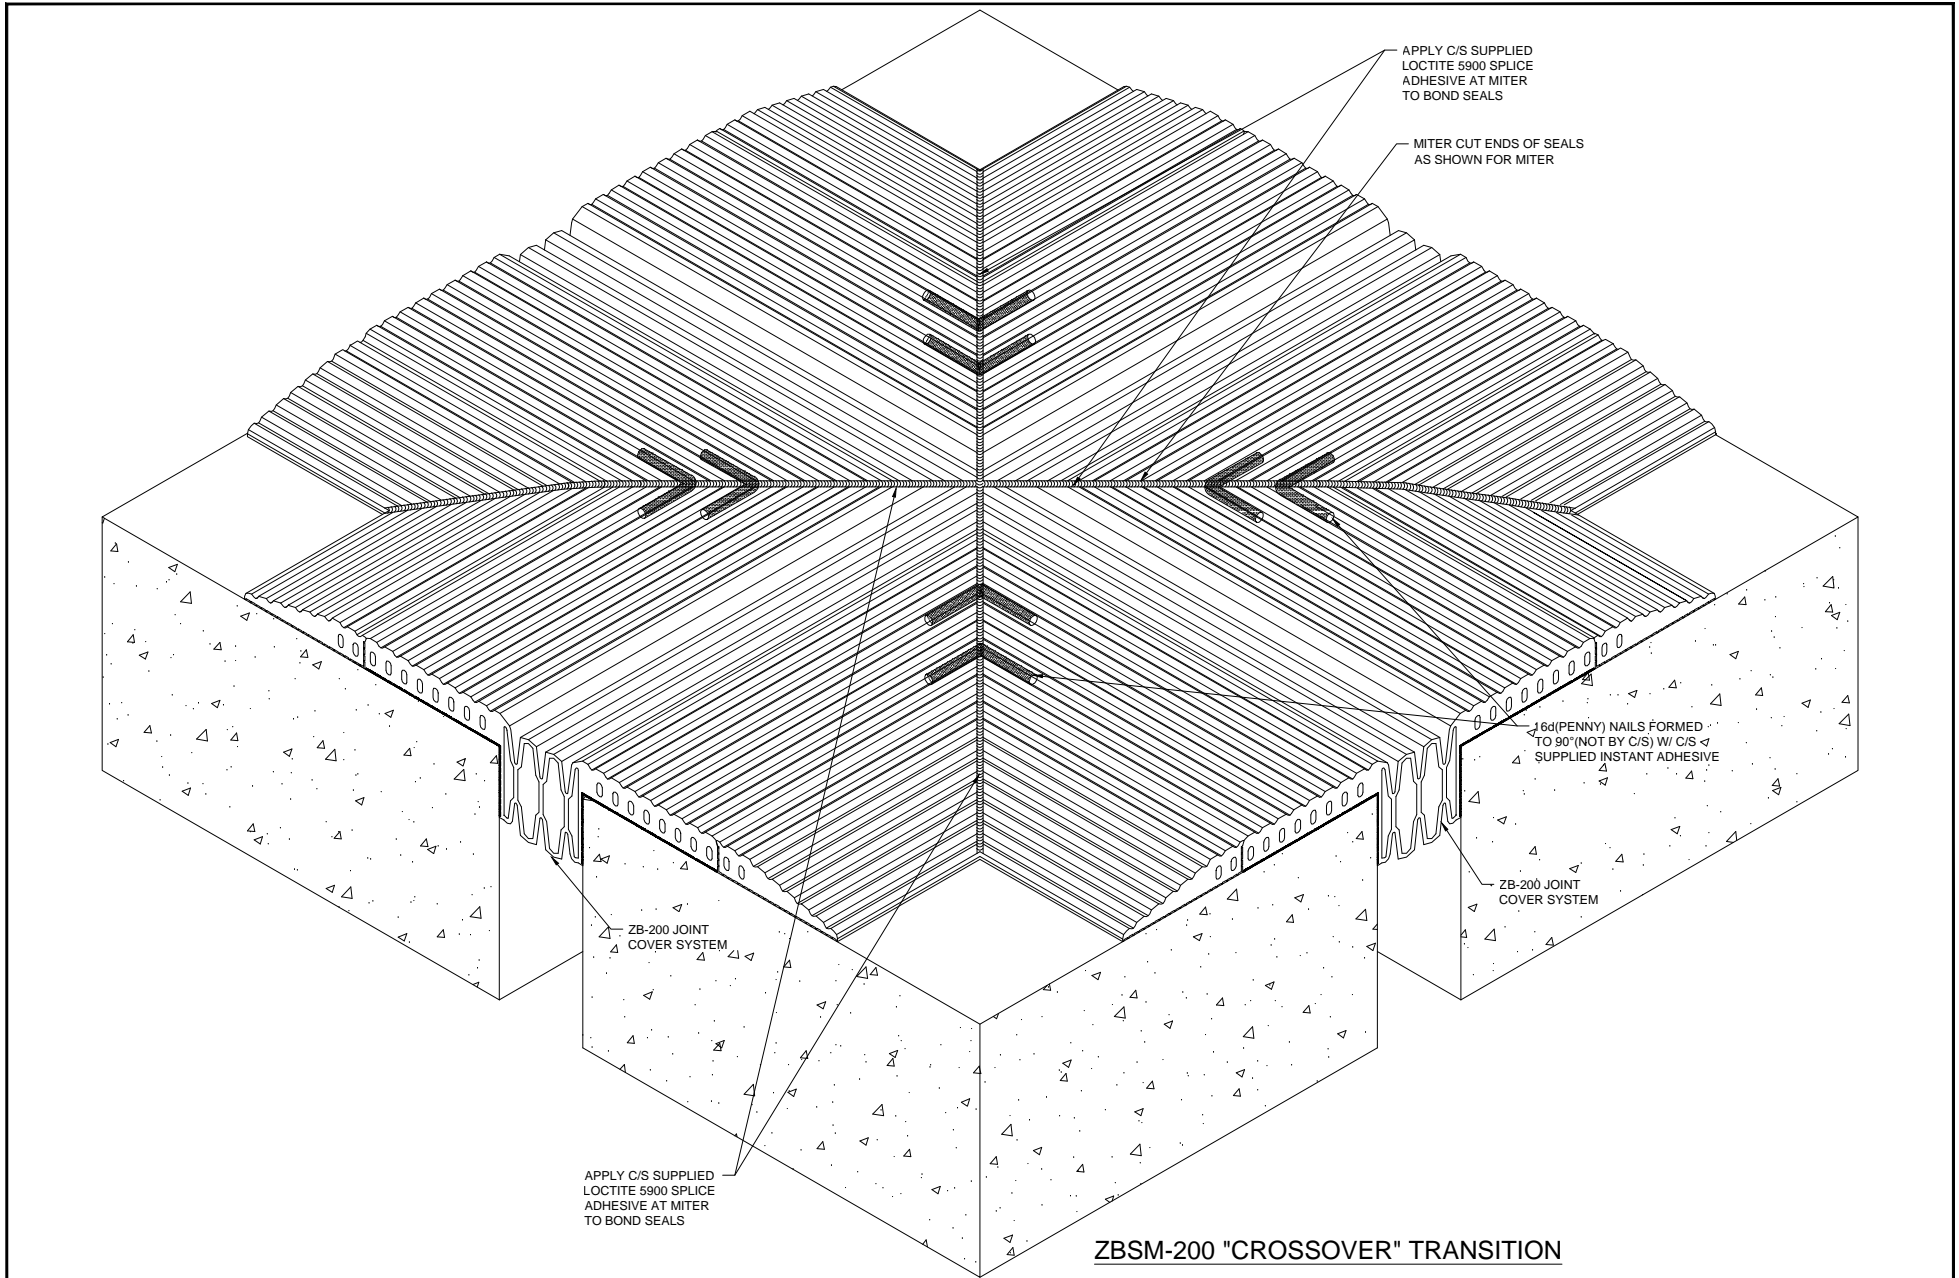 APPLY C/S SUPPLIED
LOCTITE 5900 SPLICE
ADHESIVE AT MITER
TO BOND SEALS
MITER CUT ENDS OF SEALS
AS SHOWN FOR MITER
16d(PENNY) NAILS FORMED
TO 90°(NOT BY C/S) W/ C/S
SUPPLIED INSTANT ADHESIVE
ZB-200 JOINT
COVER SYSTEM
ZB-200 JOINT
COVER SYSTEM
APPLY C/S SUPPLIED
LOCTITE 5900 SPLICE
ADHESIVE AT MITER
TO BOND SEALS
ZBSM-200 "CROSSOVER" TRANSITION